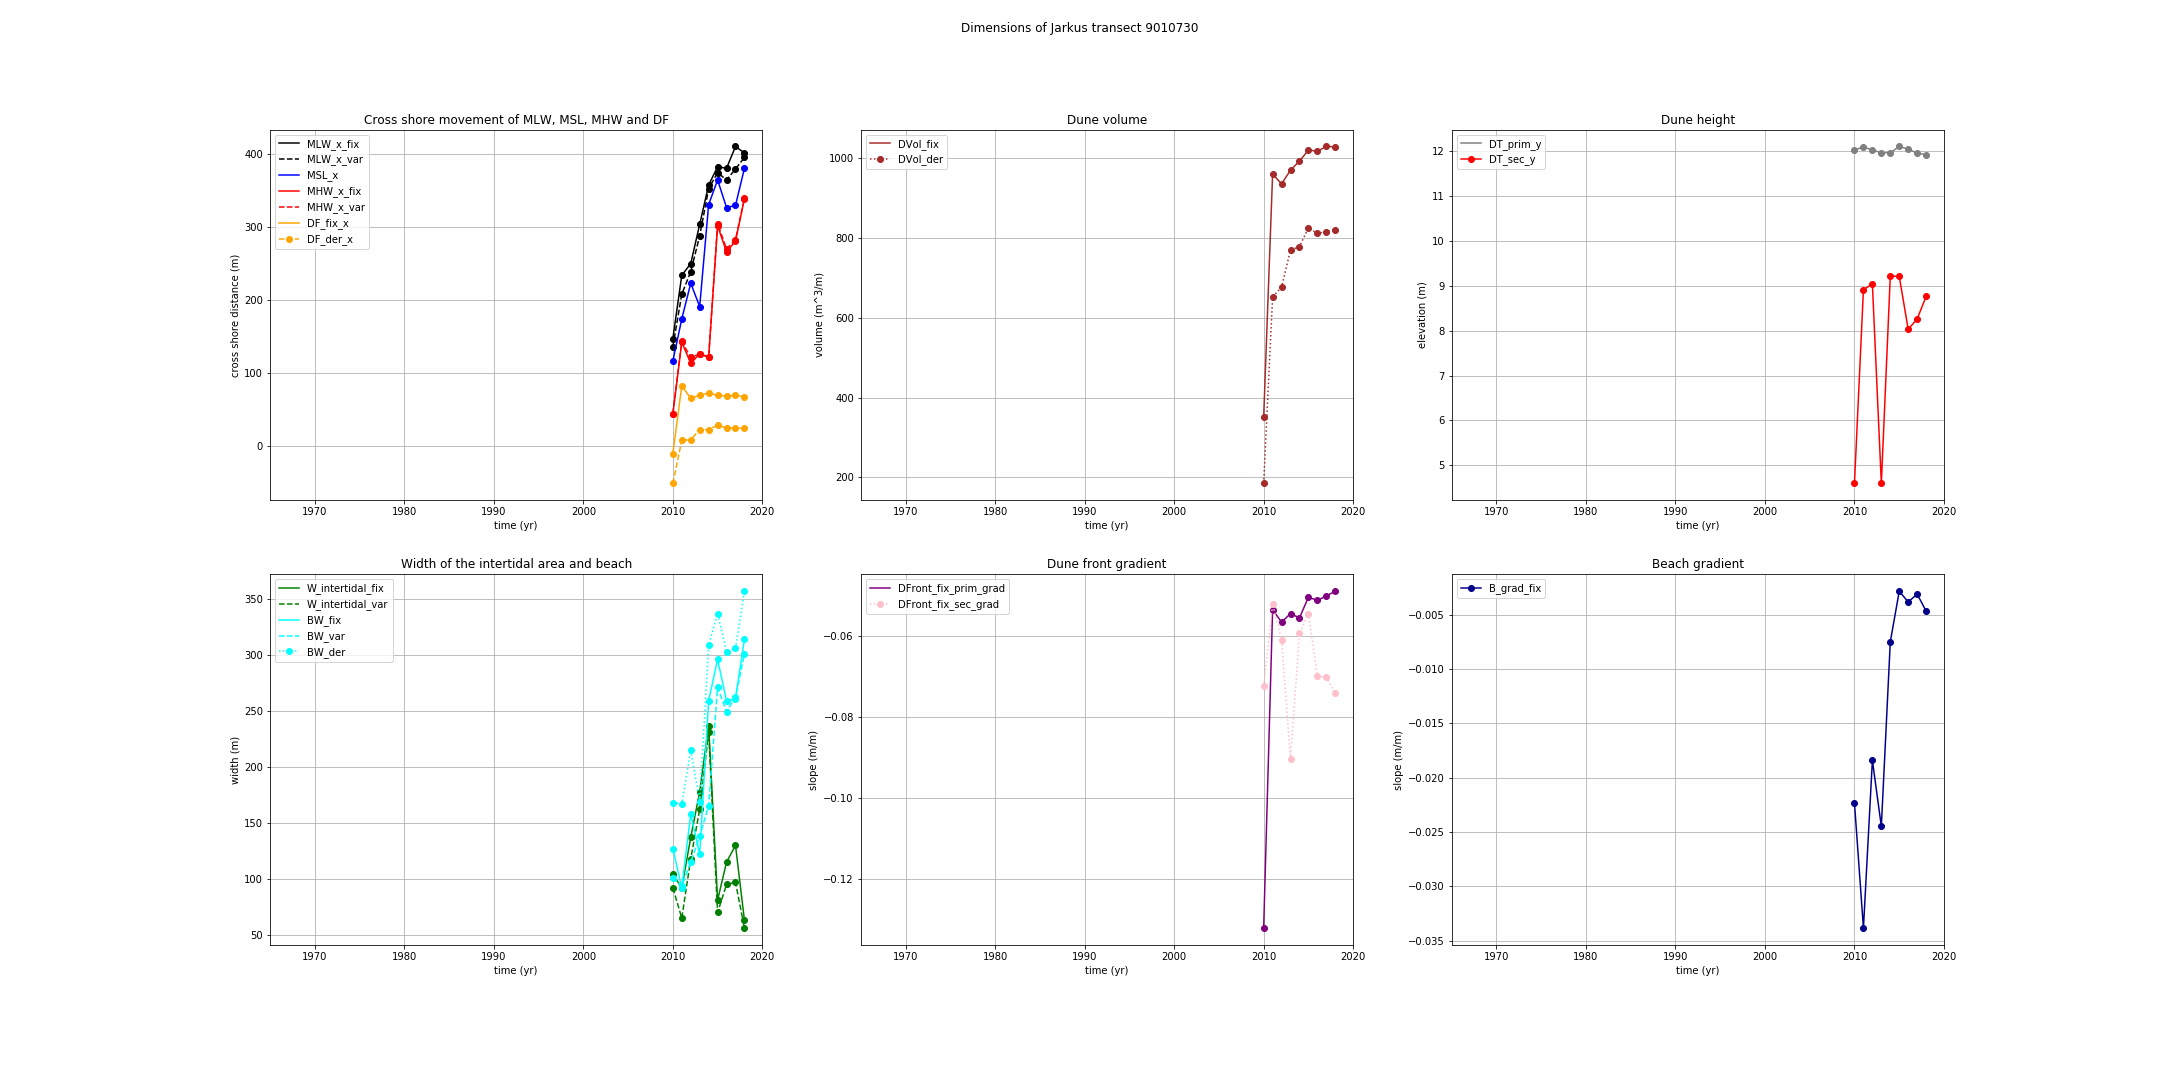 Dimensions of Jarkus transect 9010730
Cross shore movement of MLW, MSL, MHW and DF
MLW_x_fix
MLW_x_var
MSL_x
MHW_x_fix
MHW_x_var
DF_fix_x
DF_der_x
400
300
200
100
0
cross shore distance (m)
1970 1980 1990 2000 2010 2020
time (yr)
Dune volume
DVol_fix
DVol_der
1000
800
600
400
200
volume (m^3/m)
1970 1980 1990 2000 2010 2020
time (yr)
Dune height
DT_prim_y
DT_sec_y
12
11
10
9
8
7
6
5
elevation (m)
1970 1980 1990 2000 2010 2020
time (yr)
Width of the intertidal area and beach
W_intertidal_fix
W_intertidal_var
BW_fix
BW_var
BW_der
350
300
250
200
150
100
50
width (m)
1970 1980 1990 2000 2010 2020
time (yr)
Dune front gradient
DFront_fix_prim_grad
DFront_fix_sec_grad
−0.06
−0.08
−0.10
−0.12
slope (m/m)
1970 1980 1990 2000 2010 2020
time (yr)
Beach gradient
B_grad_fix
−0.005
−0.010
−0.015
−0.020
−0.025
−0.030
−0.035
slope (m/m)
1970 1980 1990 2000 2010 2020
time (yr)